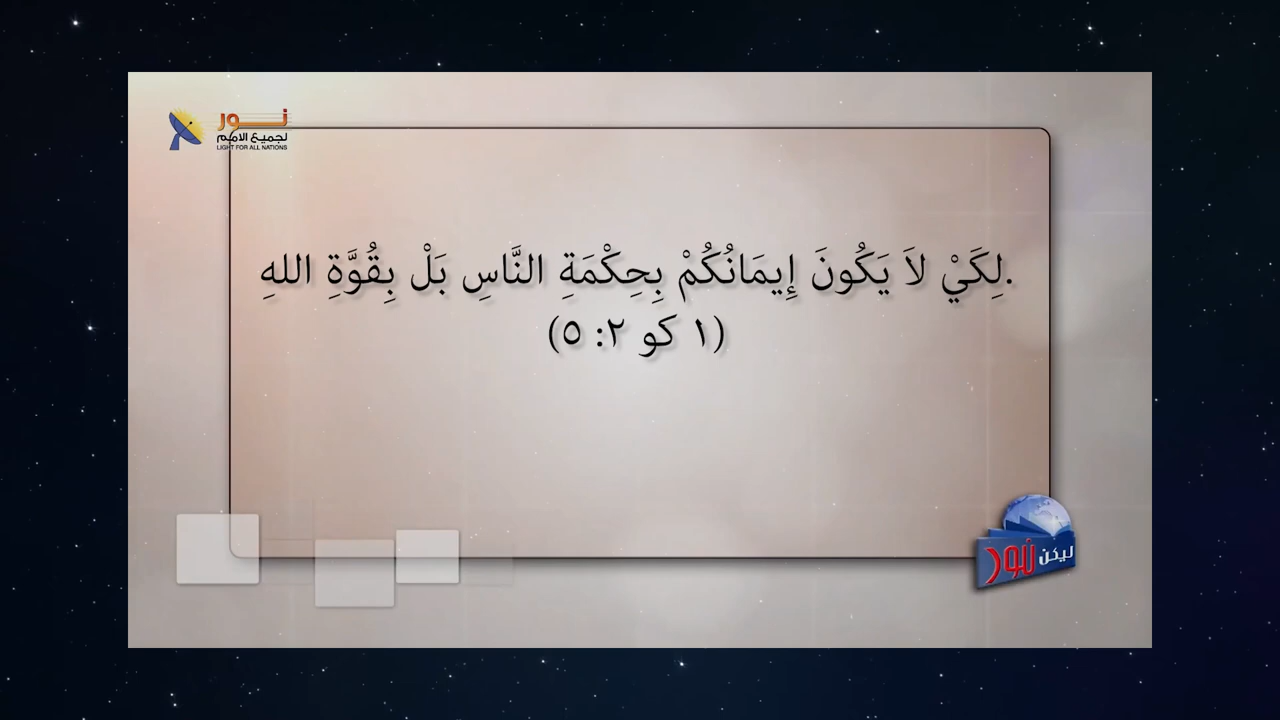 نور
لجميع الامم
LIGHT FOR ALL NATIONS
.لِكَيْ لاَ يَكُونَ إِيمَانُكُمْ بِحِكْمَةِ النَّاسِ بَلْ بِقُوَّةِ اللهِ
(١ كو ٢: ٥)
ليكن نور